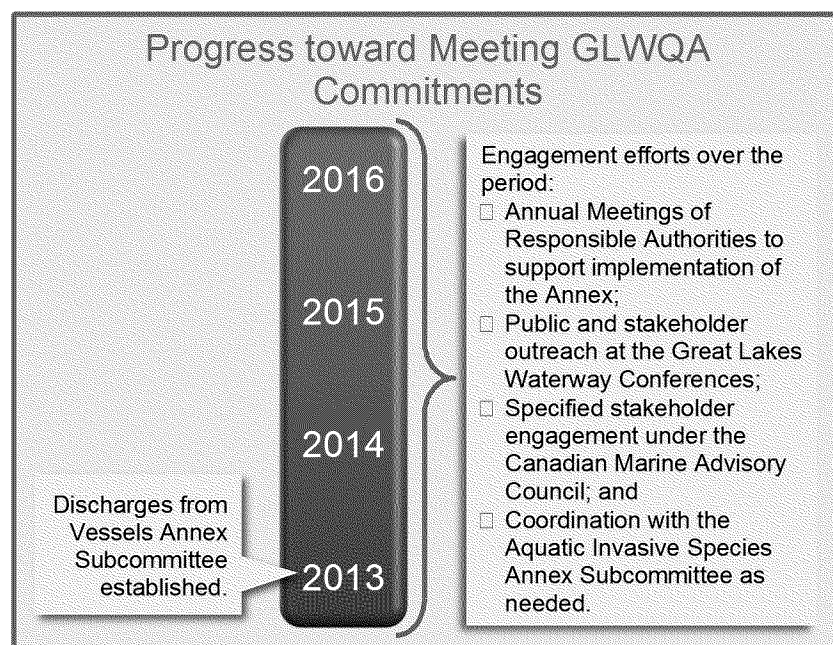 Progress toward Meeting GLWQA
Commitments
2016
2015
2014
2013
Discharges from
Vessels Annex
Subcommittee
established.
Engagement efforts over the
period:
□ Annual Meetings of
Responsible Authorities to
support implementation of
the Annex;
□ Public and stakeholder
outreach at the Great Lakes
Waterway Conferences;
□ Specified stakeholder
engagement under the
Canadian Marine Advisory
Council; and
□ Coordination with the
Aquatic Invasive Species
Annex Subcommittee as
needed.